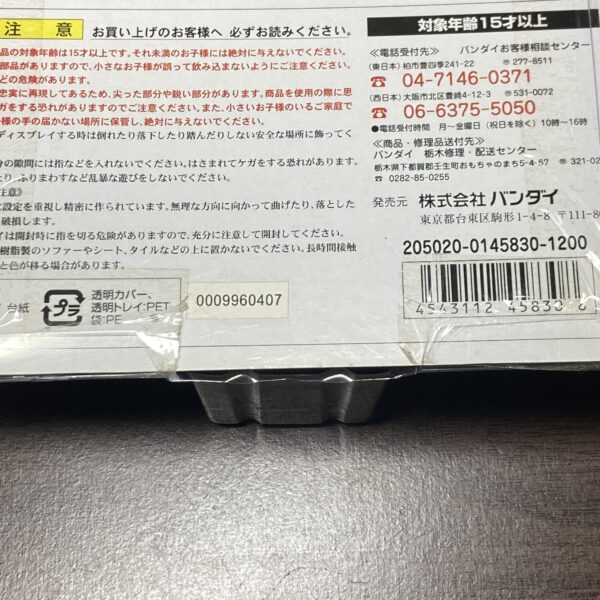 注 意 お買い上げのお客様へ 必ずお読みください。
品の対象年齢は15才以上です。それ未満のお子様には絶対に与えないでください。
部品がありますので、小さなお子様が誤って飲み込まないようにご注意ください。
どの危険があります。
忠実に再現してあるため、尖った部分や鋭い部分があります。商品を使用の際に思
ガをする恐れがありますのでご注意ください。また、小さいお子様のいるご家庭で
様の手の届かない場所に保管し、絶対に与えないでください。
ディスプレイする時は倒れたり落下したり踏んだりしない安全な場所に飾ってく
分の隙間には指などを入れないでください。はさまれてケガをする恐れがあります。
たり、ふりまわすなど乱暴な遊びをしないでください。
注意〉
は設定を重視し精密に作られています。無理な方向に向かって曲げたり、落とした
破損します。
イは開封時に指を切る危険がありますので、充分に注意して開封してください。
樹脂製のソファーやシート、タイルなどの上に置かないでください。長時間接触
と色が移る場合があります。
台紙
プラ
透明カバー、
透明トレイ:PET
袋:PE
0009960407
対象年齢15才以上
≪電話受付先≫ バンダイお客様相談センター
(東日本) 柏市豊四季241-22 〠277-8511
☎ 04-7146-0371
(西日本) 大阪市北区豊崎4-12-3 〠531-0072
☎ 06-6375-5050
●電話受付時間 月〜金曜日(祝日を除く)10時〜16時
≪商品・修理品送付先≫
バンダイ 栃木修理・配送センター
栃木県下都賀郡壬生町おもちゃのまち5-4-67 〠321-02
☎ 0282-85-0255
発売元 株式会社 バンダイ
東京都台東区駒形1-4-8 〒111-8
205020-0145830-1200
4543112 45830 6